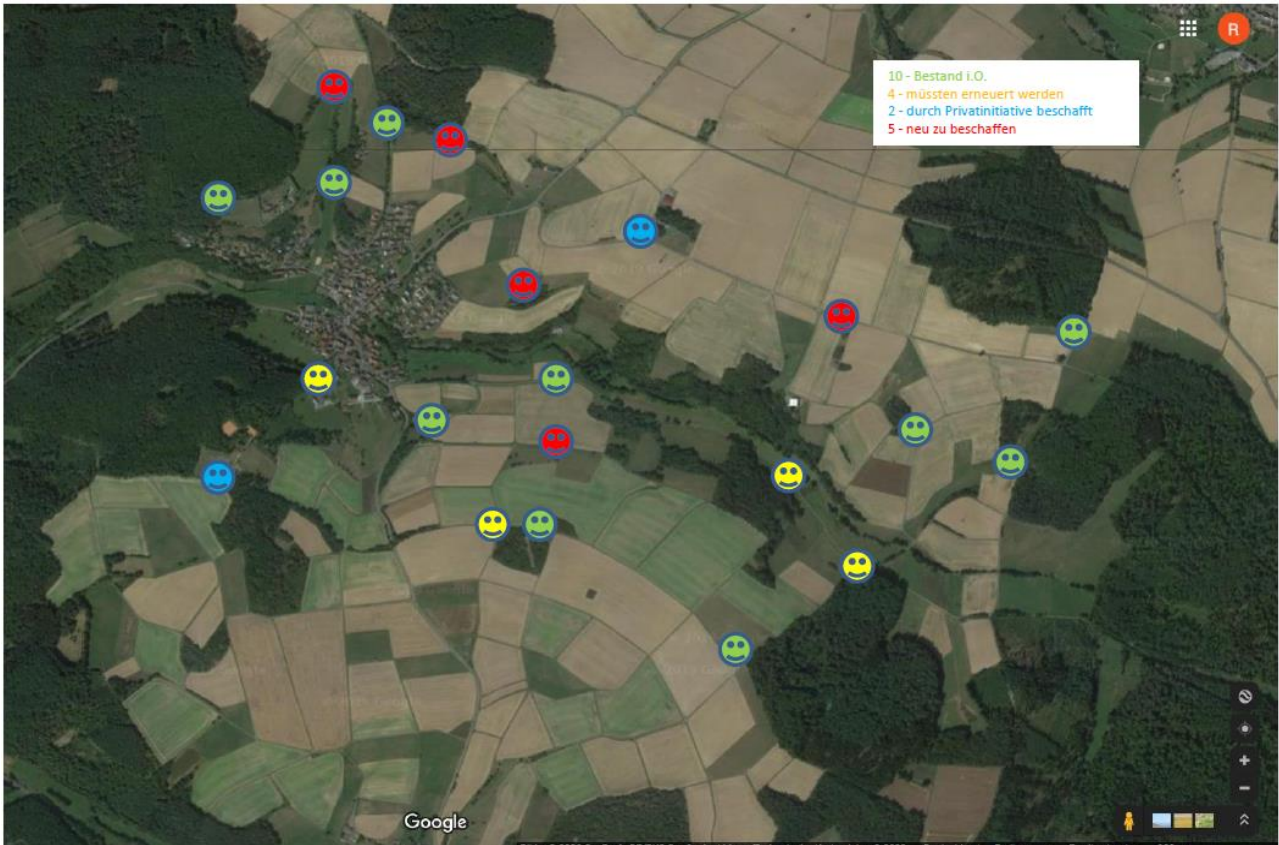 R
10 - Bestand i.O.
4 - müssten erneuert werden
2 - durch Privatinitiative beschafft
5 - neu zu beschaffen
Google